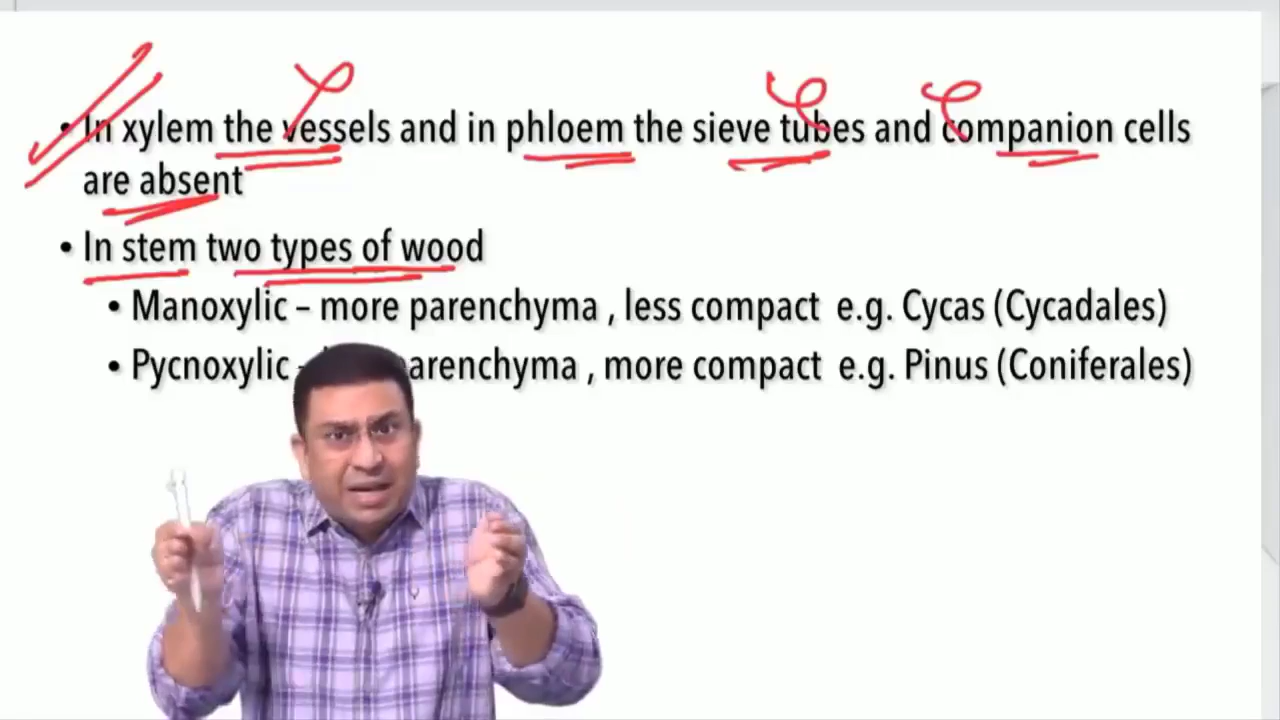 • In xylem the vessels and in phloem the sieve tubes and companion cells
are absent
• In stem two types of wood
• Manoxylic – more parenchyma , less compact e.g. Cycas (Cycadales)
• Pycnoxylic – parenchyma , more compact e.g. Pinus (Coniferales)